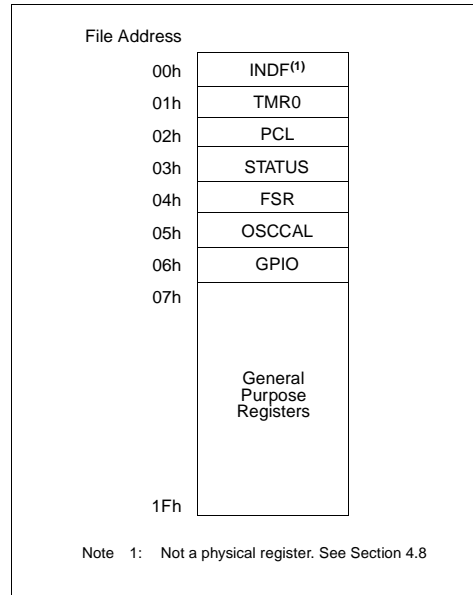 File Address
00h INDF(1)
01h TMR0
02h PCL
03h STATUS
04h FSR
05h OSCCAL
06h GPIO
07h
General
Purpose
Registers
1Fh
Note 1: Not a physical register. See Section 4.8